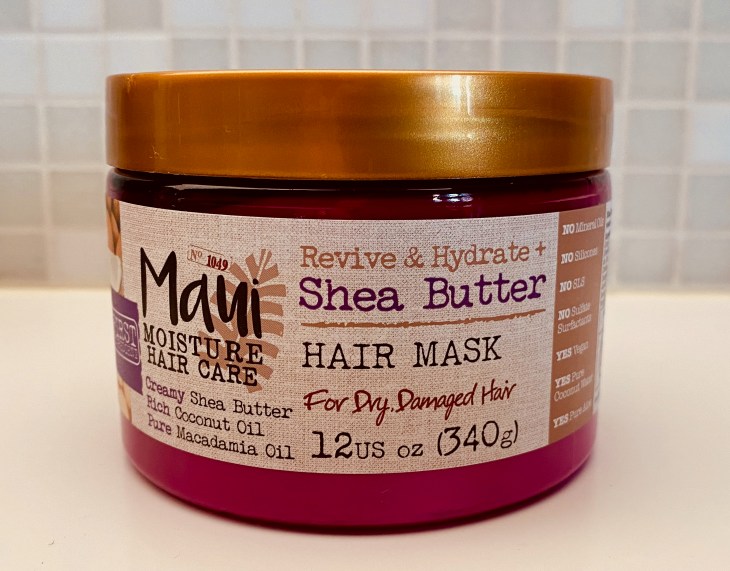 Nº 1049
Maui
MOISTURE
HAIR CARE
Creamy Shea Butter
Rich Coconut Oil
Pure Macadamia Oil
Revive & Hydrate +
Shea Butter
HAIR MASK
For Dry, Damaged Hair
12US OZ (340g)
NO Mineral
NO Silicones
NO SLS
NO Sulfate
Surfactants
YES Vegan
YES Pure
Coconut
YES Pure